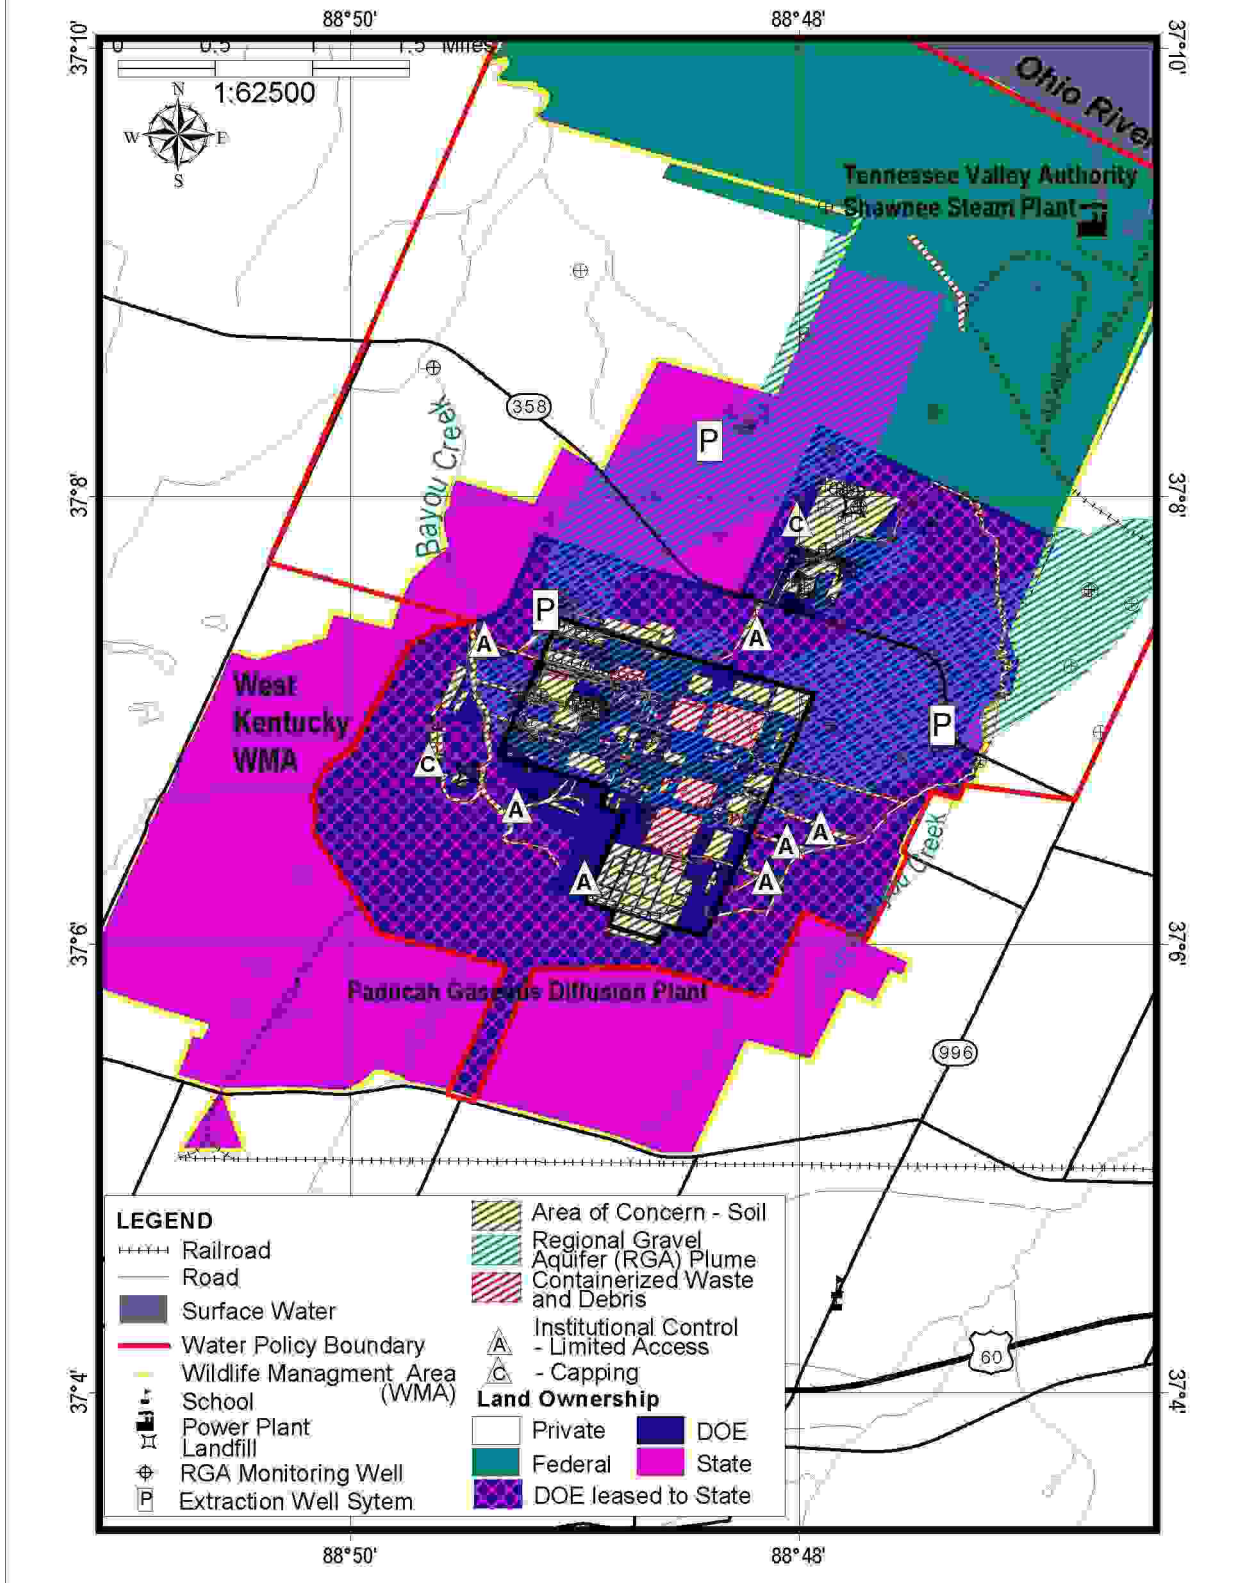 88°50'
88°48'
37°10'
37°10'
0 0.5 1 1.5 Miles
1:62500
N
W E
S
Ohio River
Tennessee Valley Authority
Shawnee Steam Plant
358
Bayou Creek
P
37°8'
37°8'
C
P
A
A
West
Kentucky
WMA
P
C
A
A
A
A
A
Creek
37°6'
37°6'
Paducah Gaseous Diffusion Plant
996
60
37°4'
37°4'
LEGEND
Railroad
Road
Surface Water
Water Policy Boundary
Wildlife Managment Area
(WMA)
School
Power Plant
Landfill
RGA Monitoring Well
P Extraction Well Sytem
Area of Concern - Soil
Regional Gravel
Aquifer (RGA) Plume
Containerized Waste
and Debris
Institutional Control
A - Limited Access
C - Capping
Land Ownership
Private
DOE
Federal
State
DOE leased to State
88°50'
88°48'